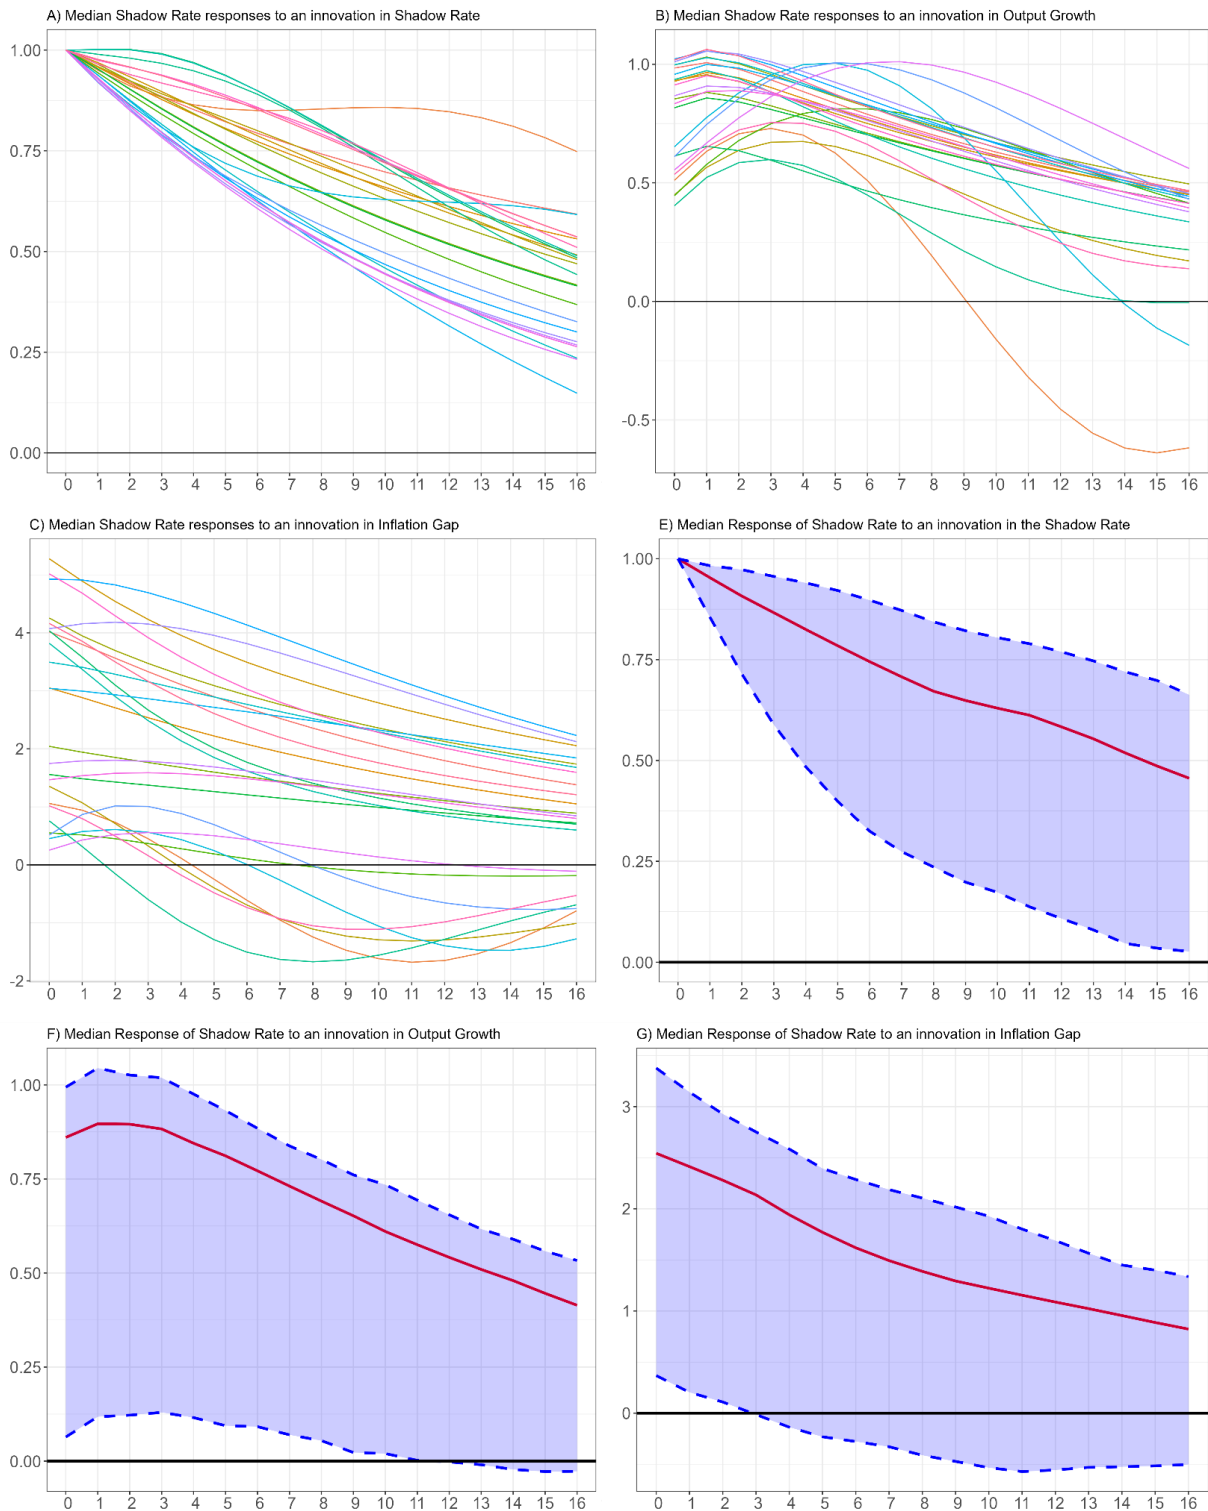 A) Median Shadow Rate responses to an innovation in Shadow Rate
1.00
0.75
0.50
0.25
0.00
0 1 2 3 4 5 6 7 8 9 10 11 12 13 14 15 16
B) Median Shadow Rate responses to an innovation in Output Growth
1.0
0.5
0.0
-0.5
0 1 2 3 4 5 6 7 8 9 10 11 12 13 14 15 16
C) Median Shadow Rate responses to an innovation in Inflation Gap
4
2
0
-2
0 1 2 3 4 5 6 7 8 9 10 11 12 13 14 15 16
E) Median Response of Shadow Rate to an innovation in the Shadow Rate
1.00
0.75
0.50
0.25
0.00
0 1 2 3 4 5 6 7 8 9 10 11 12 13 14 15 16
F) Median Response of Shadow Rate to an innovation in Output Growth
1.00
0.75
0.50
0.25
0.00
0 1 2 3 4 5 6 7 8 9 10 11 12 13 14 15 16
G) Median Response of Shadow Rate to an innovation in Inflation Gap
3
2
1
0
0 1 2 3 4 5 6 7 8 9 10 11 12 13 14 15 16